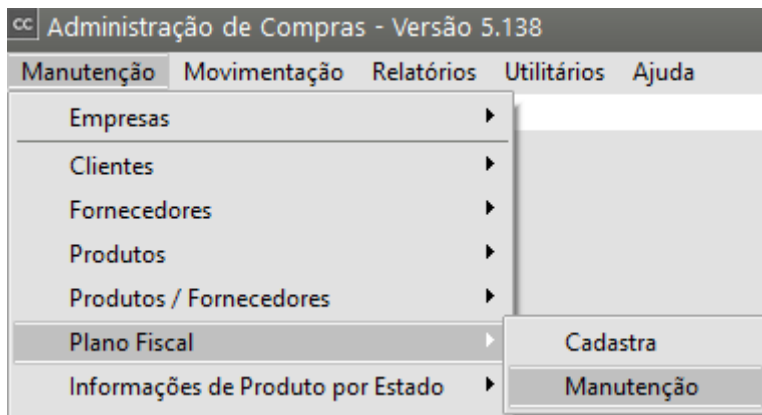 cc Administração de Compras - Versão 5.138
Manutenção Movimentação Relatórios Utilitários Ajuda
Empresas
Clientes
Fornecedores
Produtos
Produtos / Fornecedores
Plano Fiscal
Cadastra
Informações de Produto por Estado
Manutenção